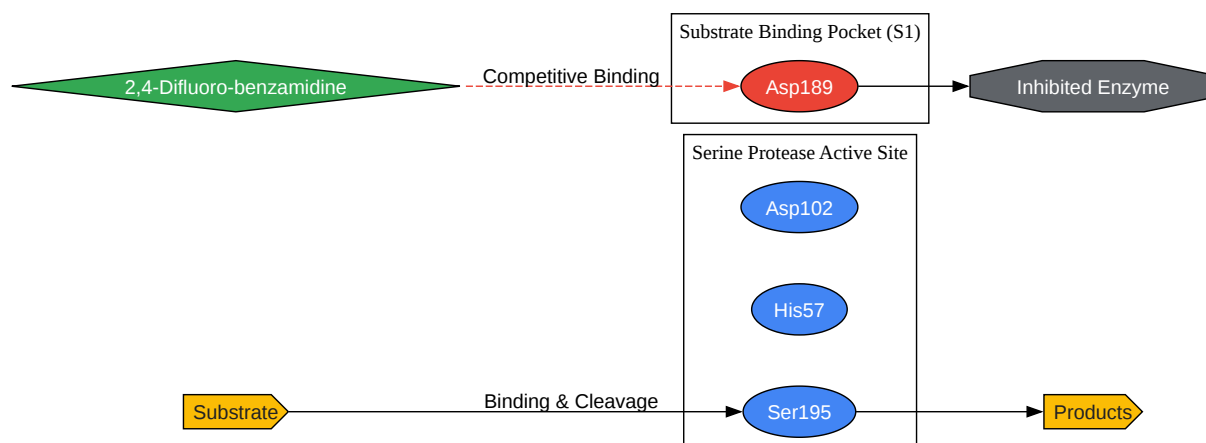 Substrate Binding Pocket (S1)
2,4-Difluoro-benzamidine
Competitive Binding
Asp189
Inhibited Enzyme
Serine Protease Active Site
Asp102
His57
Substrate
Binding & Cleavage
Ser195
Products